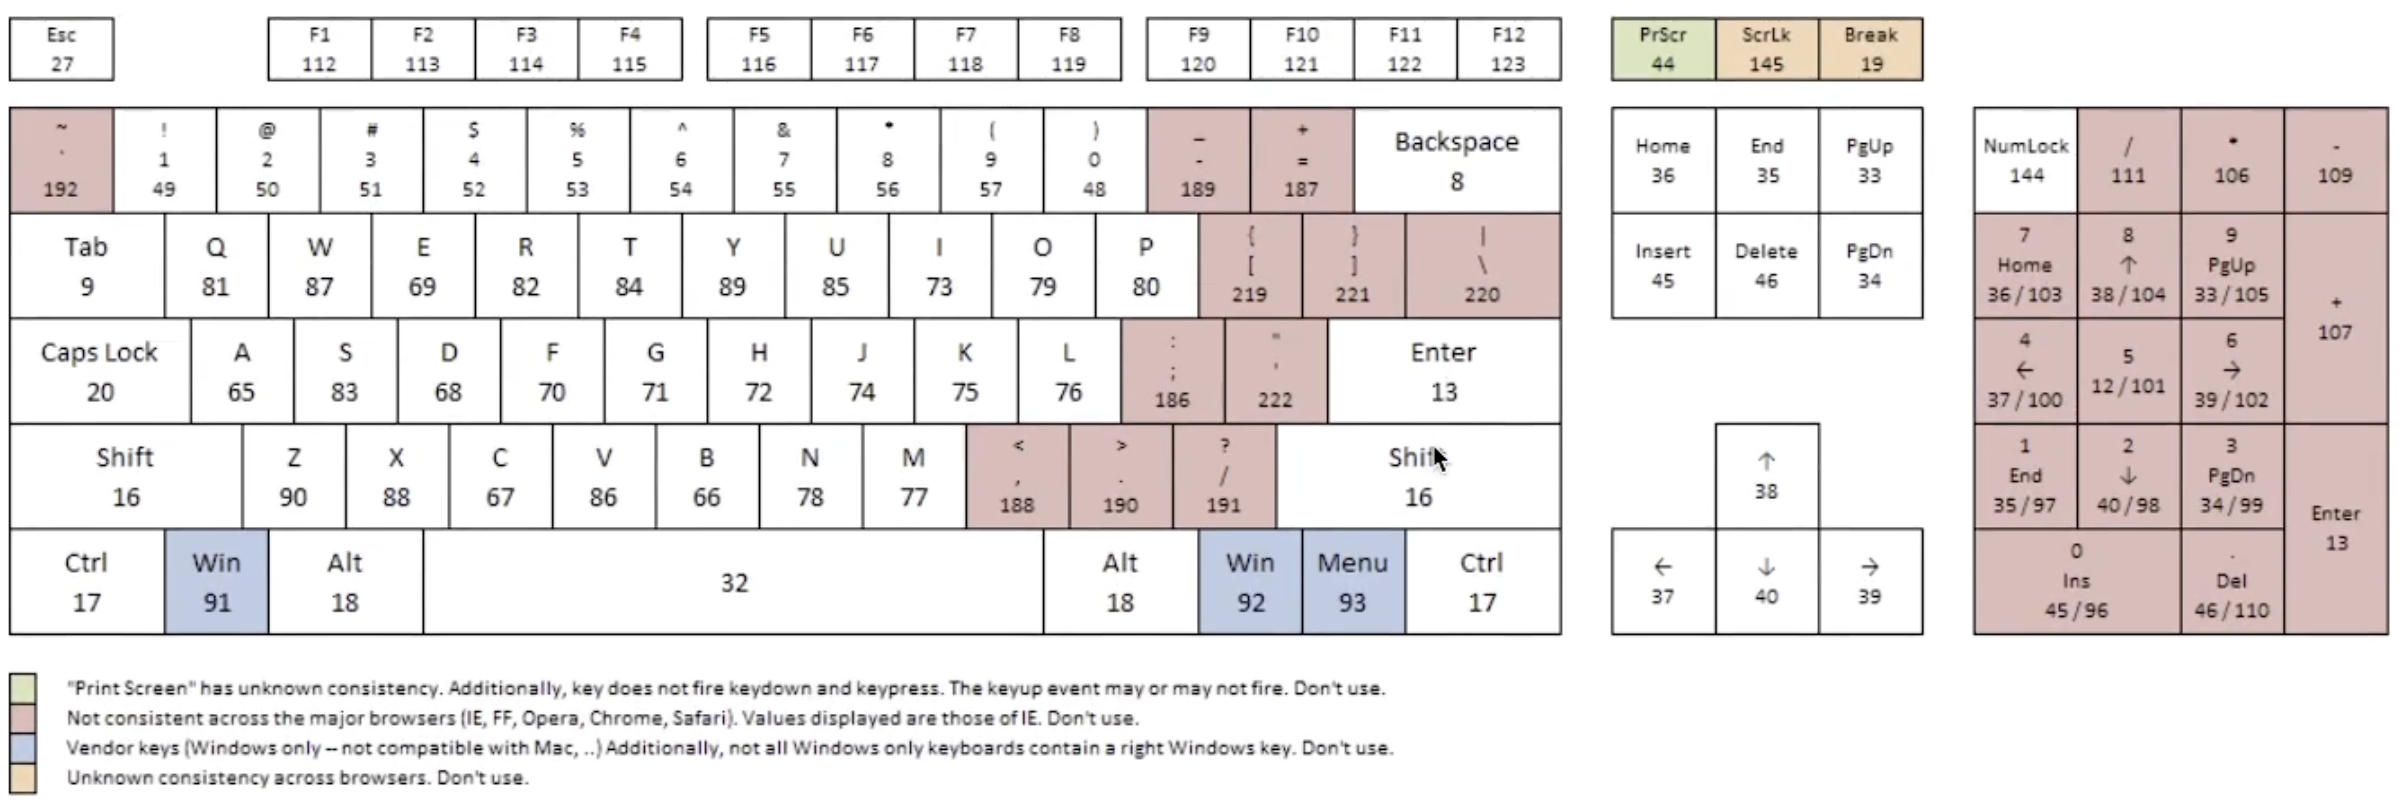 Esc F1 F2 F3 F4 F5 F6 F7 F8 F9 F10 F11 F12 PrScr ScrLk Break
27 112 113 114 115 116 117 118 119 120 121 122 123 44 145 19
~ ! @ # $ % ^ & * ( ) _ +
` 1 2 3 4 5 6 7 8 9 0 - = Backspace Home End PgUp NumLock / * -
192 49 50 51 52 53 54 55 56 57 48 189 187 8 36 35 33 144 111 106 109
{ } | 7 8 9
Tab Q W E R T Y U I O P [ ] \ Insert Delete PgDn Home ↑ PgUp
9 81 87 69 82 84 89 85 73 79 80 219 221 220 45 46 34 36/103 38/104 33/105
+
107
: " 4 5 6
Caps Lock A S D F G H J K L ; ' Enter ← →
20 65 83 68 70 71 72 74 75 76 186 222 13 37/100 12/101 39/102
< > ? 1 2 3
Shift Z X C V B N M , . / Shift ↑ End ↓ PgDn
16 90 88 67 86 66 78 77 188 190 191 16 38 35/97 40/98 34/99
Enter
13
0 .
Ctrl Win Alt Alt Win Menu Ctrl ← ↓ → Ins Del
17 91 18 32 18 92 93 17 37 40 39 45/96 46/110
"Print Screen" has unknown consistency. Additionally, key does not fire keydown and keypress. The keyup event may or may not fire. Don't use.
Not consistent across the major browsers (IE, FF, Opera, Chrome, Safari). Values displayed are those of IE. Don't use.
Vendor keys (Windows only -- not compatible with Mac, ..) Additionally, not all Windows only keyboards contain a right Windows key. Don't use.
Unknown consistency across browsers. Don't use.